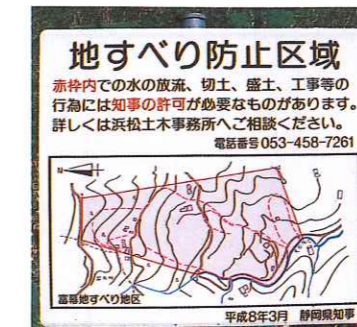 地すべり防止区域
赤枠内での水の放流、切土、盛土、工事等の
行為には知事の許可が必要なものがあります。
詳しくは浜松土木事務所へご相談ください。
電話番号053-458-7261
N
地すべり地区
平成8年3月 静岡県知事